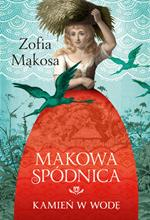 Zofia
Mąkosa
MAKOWA
SPÓDNICA
KAMIEŃ W WODĘ